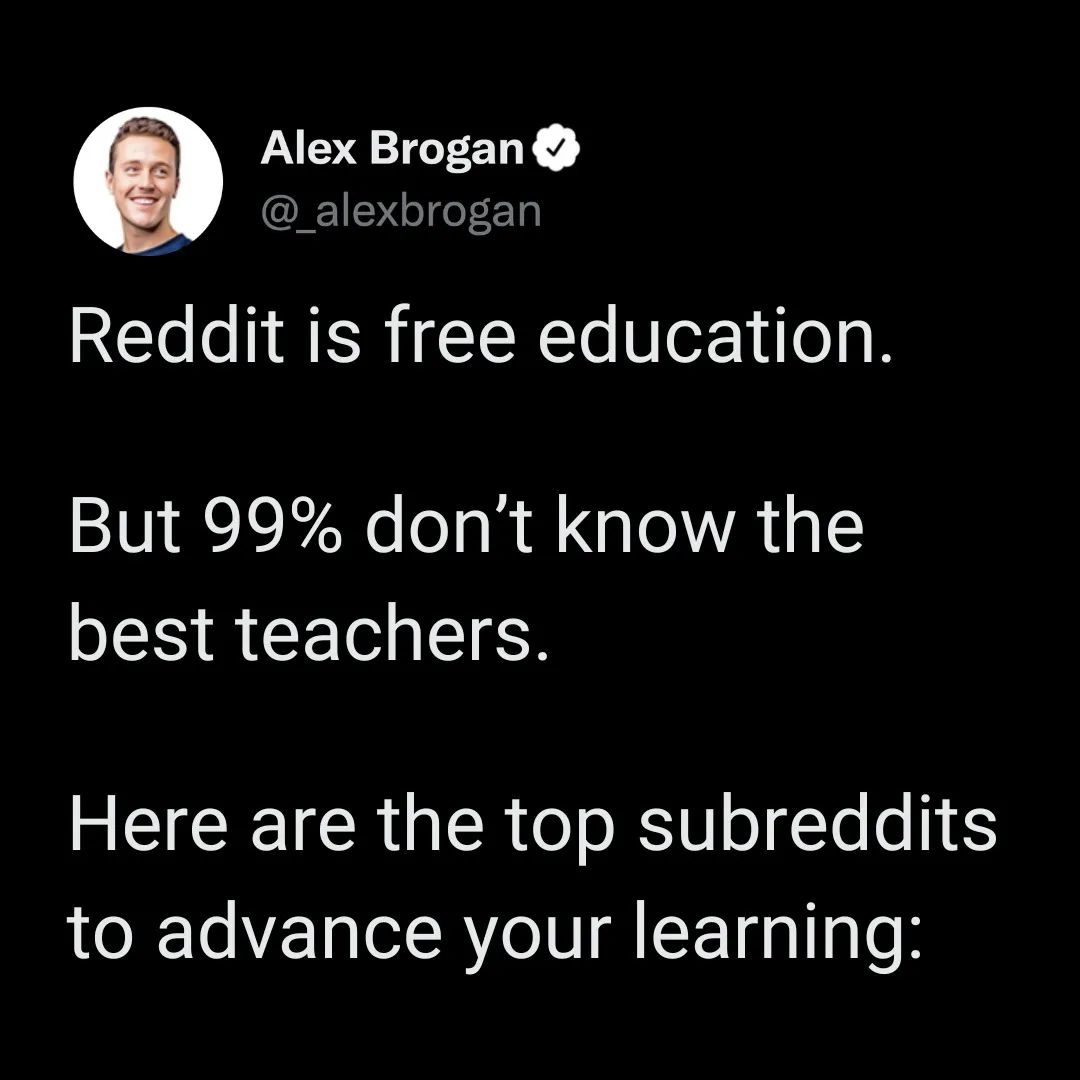 Alex Brogan
@_alexbrogan
Reddit is free education.
But 99% don’t know the
best teachers.
Here are the top subreddits
to advance your learning: